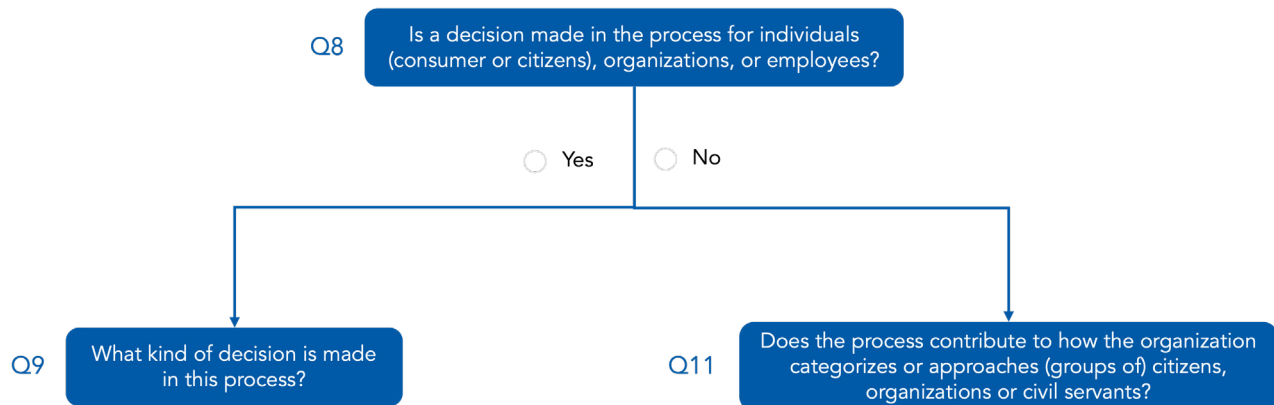 Q8
Is a decision made in the process for individuals
(consumer or citizens), organizations, or employees?
Yes
No
Q9
What kind of decision is made
in this process?
Q11
Does the process contribute to how the organization
categorizes or approaches (groups of) citizens,
organizations or civil servants?